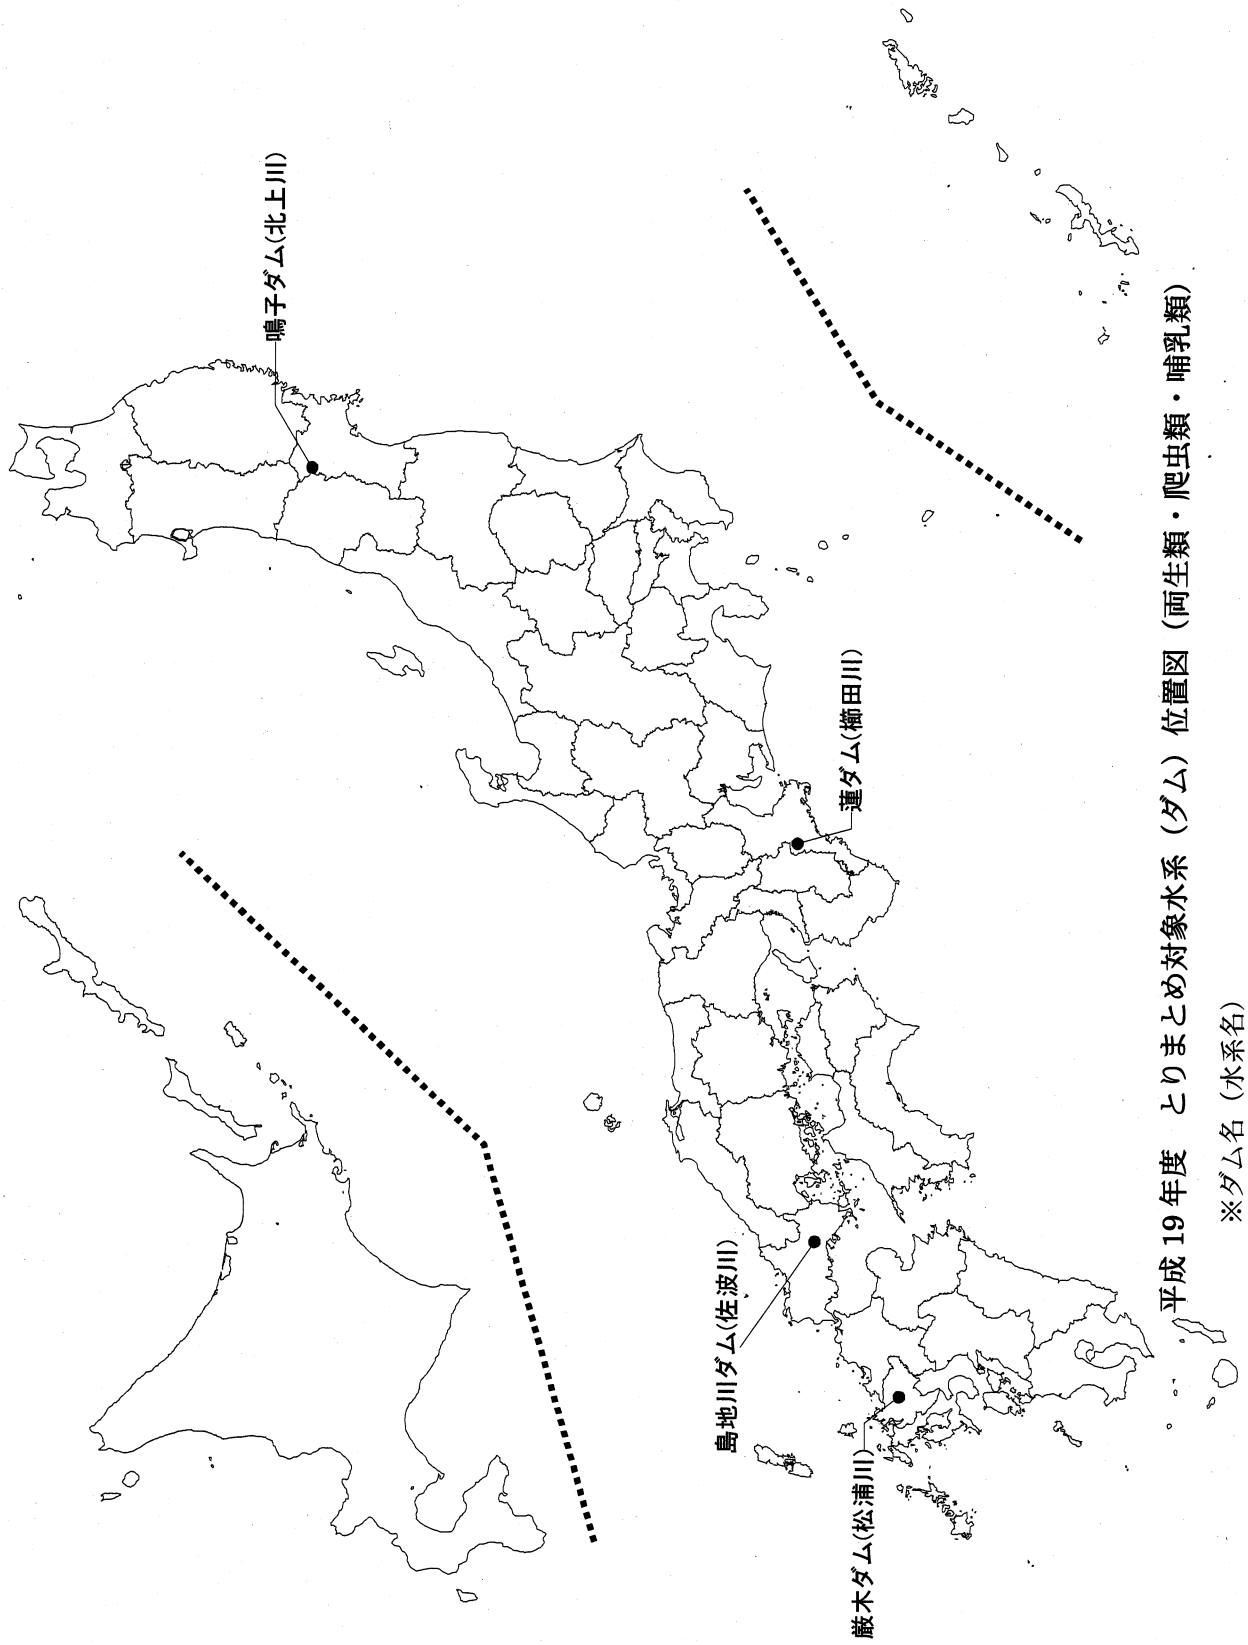 鳴子ダム(北上川)
蓮ダム(櫛田川)
島地川ダム(佐波川)
厳木ダム(松浦川)
平成 19 年度　とりまとめ対象水系（ダム）位置図（両生類・爬虫類・哺乳類）
※ダム名（水系名）